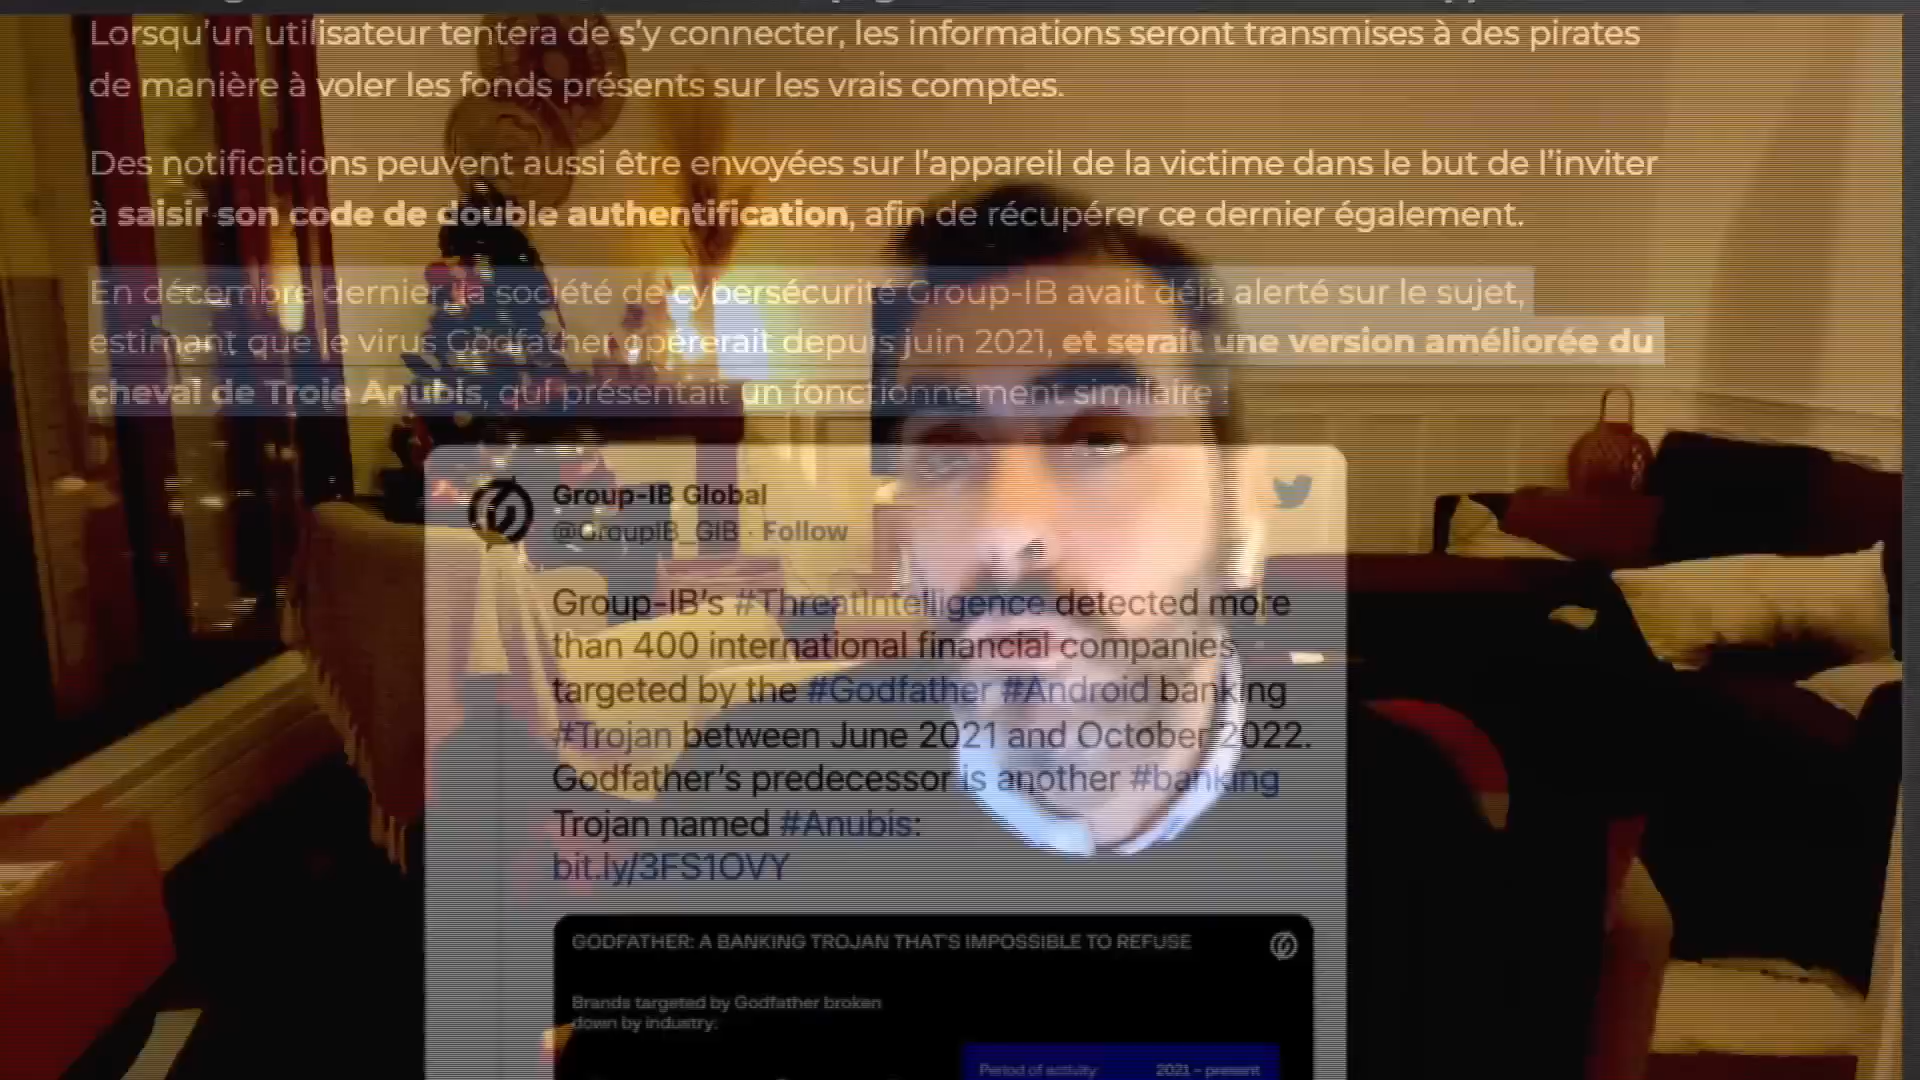 Lorsqu'un utilisateur tentera de s'y connecter, les informations seront transmises à des pirates
de manière à voler les fonds présents sur les vrais comptes.
Des notifications peuvent aussi être envoyées sur l'appareil de la victime dans le but de l'inviter
à saisir son code de double authentification, afin de récupérer ce dernier également.
En décembre dernier, la société de cybersécurité Group-IB avait déjà alerté sur le sujet,
estimant que le virus Godfather opérerait depuis juin 2021, et serait une version améliorée du
cheval de Troie Anubis, qui présentait un fonctionnement similaire :
Group-IB Global
@GroupIB_GIB · Follow
Group-IB's #ThreatIntelligence detected more
than 400 international financial companies
targeted by the #Godfather #Android banking
#Trojan between June 2021 and October 2022.
Godfather's predecessor is another #banking
Trojan named #Anubis:
bit.ly/3FS1OVY
GODFATHER: A BANKING TROJAN THAT'S IMPOSSIBLE TO REFUSE
Brands targeted by Godfather broken
down by industry:
Period of activity 2021 – present